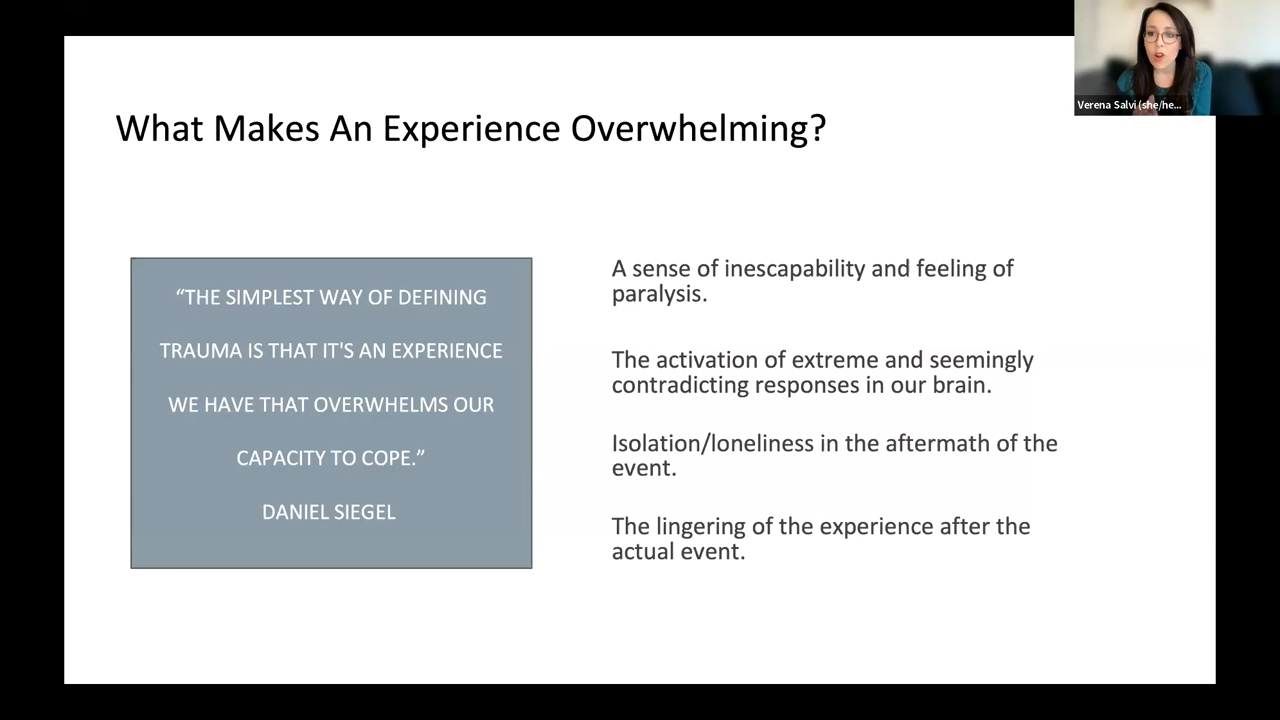 Verena Salvi (she/he...
What Makes An Experience Overwhelming?
“THE SIMPLEST WAY OF DEFINING
TRAUMA IS THAT IT'S AN EXPERIENCE
WE HAVE THAT OVERWHELMS OUR
CAPACITY TO COPE.”
DANIEL SIEGEL
A sense of inescapability and feeling of
paralysis.
The activation of extreme and seemingly
contradicting responses in our brain.
Isolation/loneliness in the aftermath of the
event.
The lingering of the experience after the
actual event.